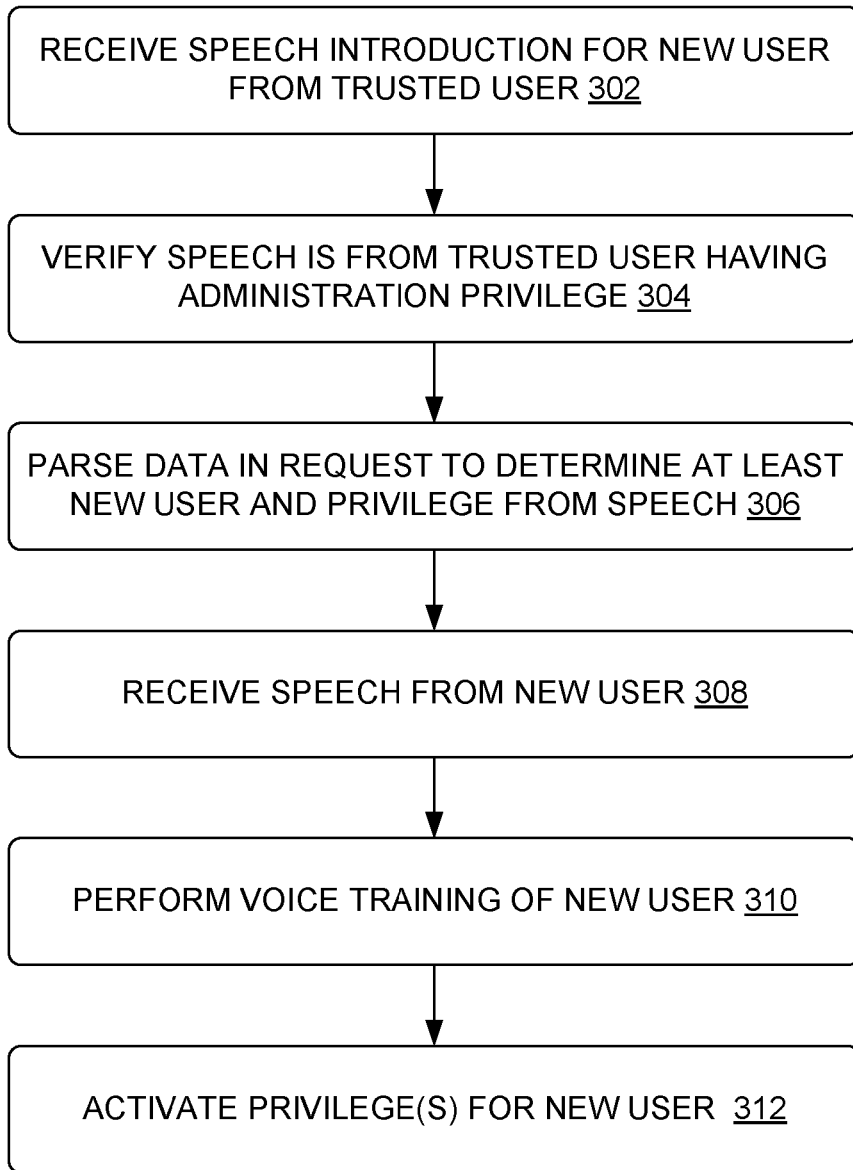 RECEIVE SPEECH INTRODUCTION FOR NEW USER
FROM TRUSTED USER 302
VERIFY SPEECH IS FROM TRUSTED USER HAVING
ADMINISTRATION PRIVILEGE 304
PARSE DATA IN REQUEST TO DETERMINE AT LEAST
NEW USER AND PRIVILEGE FROM SPEECH 306
RECEIVE SPEECH FROM NEW USER 308
PERFORM VOICE TRAINING OF NEW USER 310
ACTIVATE PRIVILEGE(S) FOR NEW USER 312